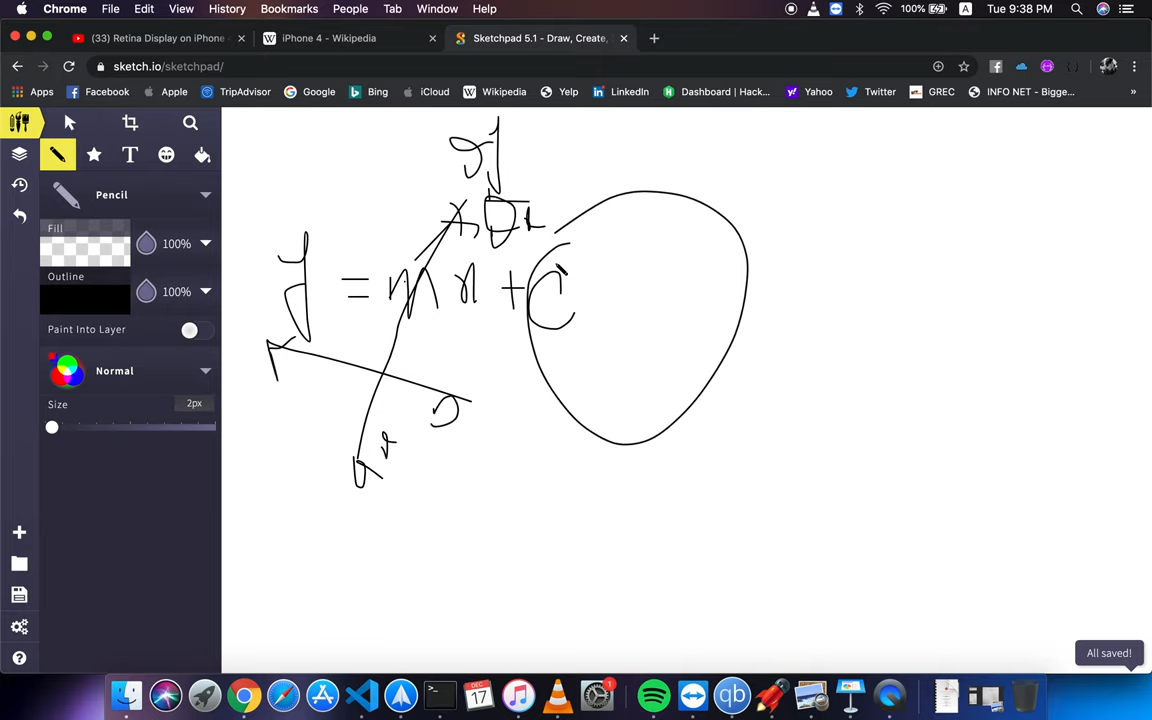 Chrome File Edit View History Bookmarks People Tab Window Help 100% A Tue 9:38 PM
(33) Retina Display on iPhone
iPhone 4 - Wikipedia
Sketchpad 5.1 - Draw, Create,
sketch.io/sketchpad/
Apps Facebook Apple TripAdvisor Google Bing iCloud Wikipedia Yelp LinkedIn Dashboard | Hack... Yahoo Twitter GREC INFO NET - Bigge... »
Pencil
Fill
100%
Outline
100%
Paint Into Layer
Normal
Size 2px
y = mx + C
All saved!
DEC
17
1